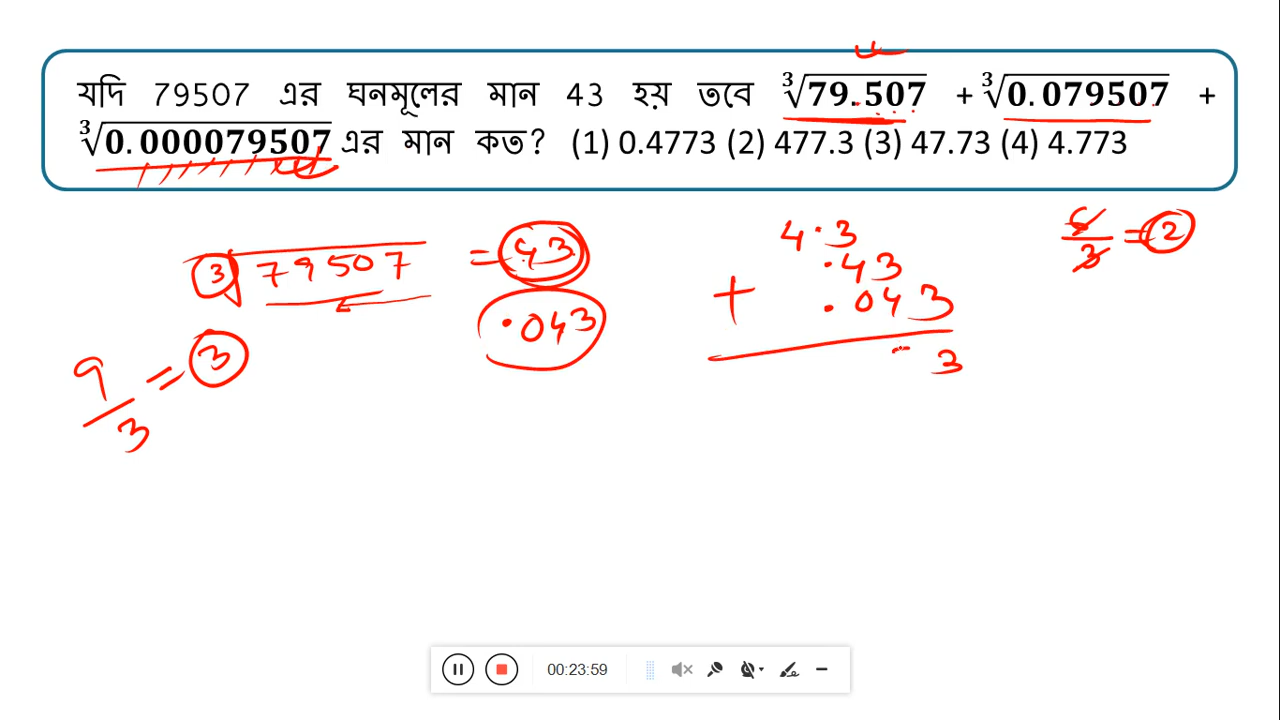 যদি 79507 এর ঘনমূলের মান 43 হয় তবে ∛79.507 + ∛0.079507 +
∛0.000079507 এর মান কত? (1) 0.4773 (2) 477.3 (3) 47.73 (4) 4.773
∛79507 = 43
.043
9/3 = 3
4.3
.43
+ .043
3
6/3 = 2
00:23:59